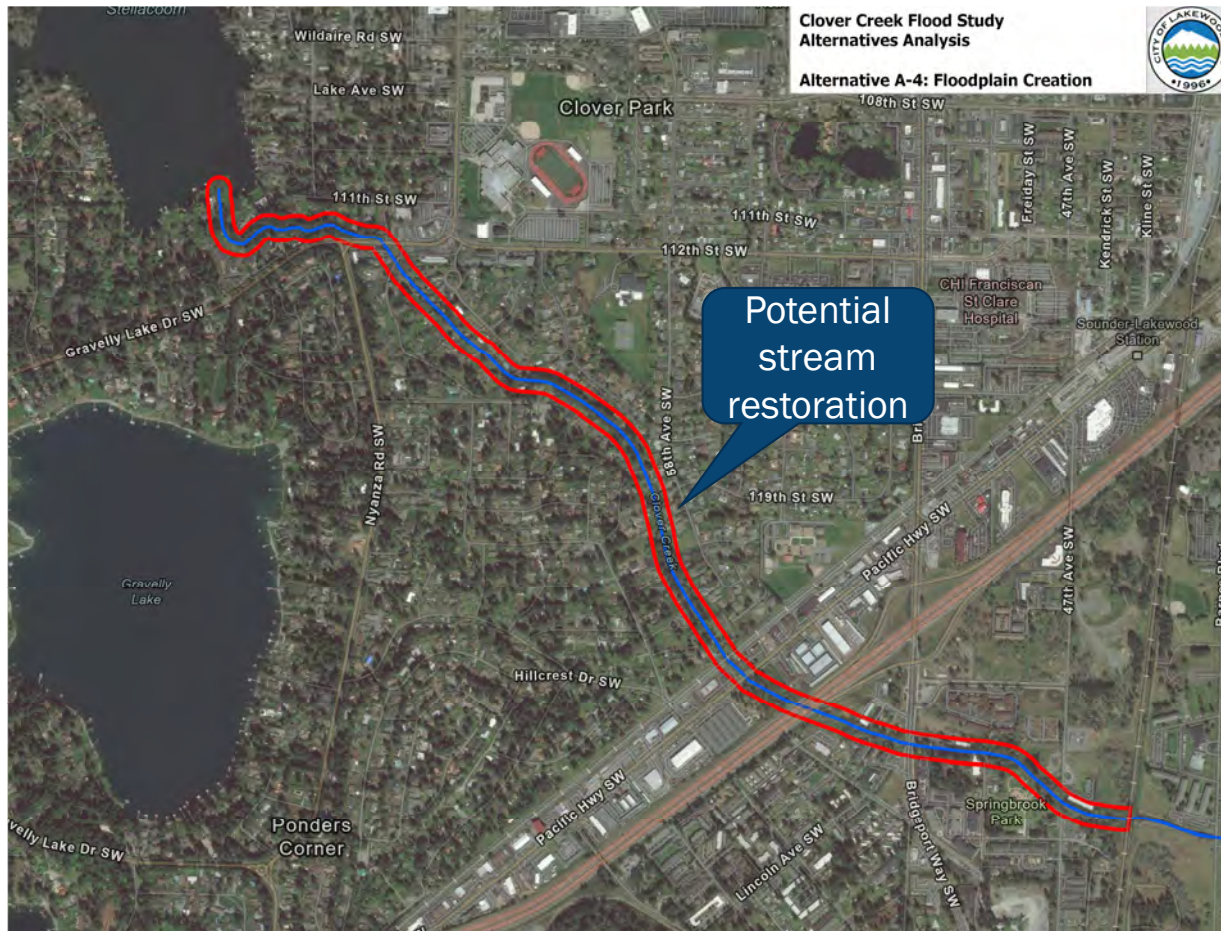 Stellacoom
Wildaire Rd SW
Lake Ave SW
Clover Park
Clover Creek Flood Study
Alternatives Analysis
Alternative A-4: Floodplain Creation
CITY OF LAKEWOOD
•1996•
108th St SW
111th St SW
111th St SW
112th St SW
Freiday St SW
47th Ave SW
Kendrick St SW
Kline St SW
CHI Franciscan
St Clare
Hospital
Sounder-Lakewood
Station
Gravelly Lake Dr SW
Potential
stream
restoration
58th Ave SW
Nyanza Rd SW
119th St SW
Clover Creek
Pacific Hwy SW
47th Ave SW
Gravelly
Lake
Hillcrest Dr SW
Springbrook
Park
Bridgeport Way SW
Pacific Hwy SW
Ponders
Corner
Lincoln Ave SW
velly Lake Dr SW